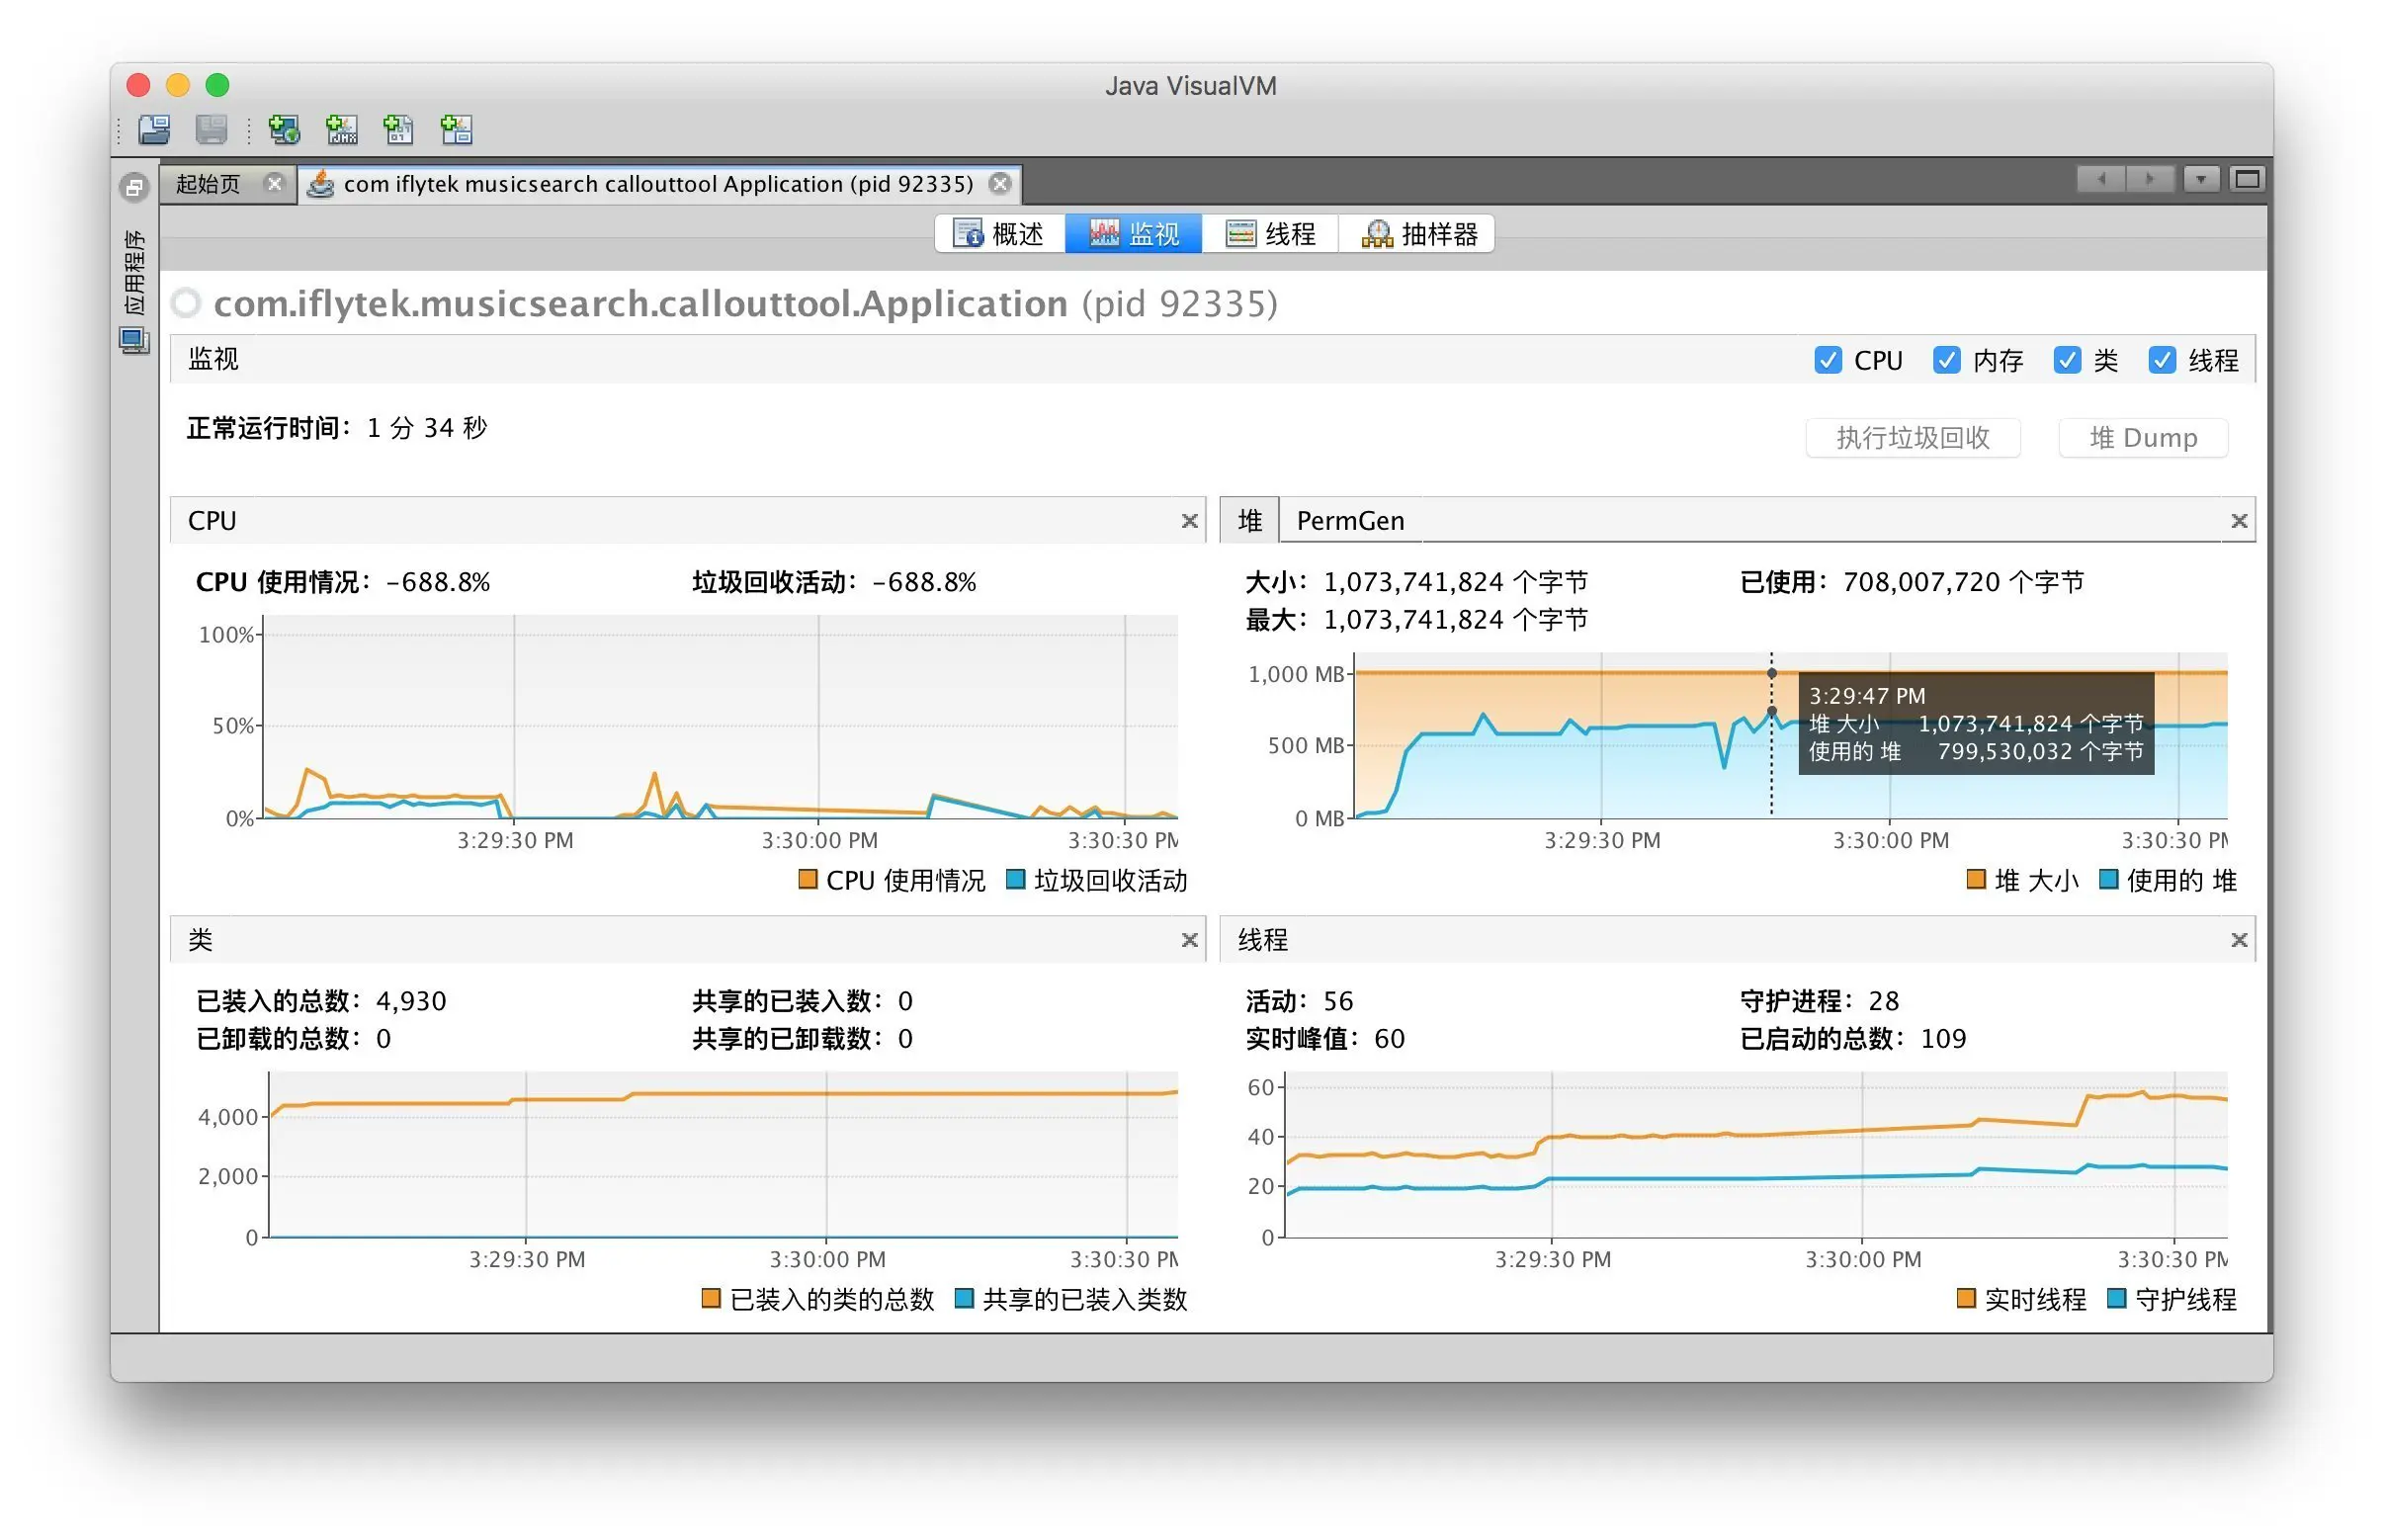 Java VisualVM
JMX
起始页
com iflytek musicsearch callouttool Application (pid 92335)
应用程序
概述 监视 线程 抽样器
com.iflytek.musicsearch.callouttool.Application (pid 92335)
监视
CPU 内存 类 线程
正常运行时间：1 分 34 秒
执行垃圾回收 堆 Dump
CPU
CPU 使用情况：-688.8% 垃圾回收活动：-688.8%
100%
50%
0%
3:29:30 PM 3:30:00 PM 3:30:30 PM
CPU 使用情况 垃圾回收活动
堆 PermGen
大小：1,073,741,824 个字节 已使用：708,007,720 个字节
最大：1,073,741,824 个字节
1,000 MB
500 MB
0 MB
3:29:47 PM
堆 大小 1,073,741,824 个字节
使用的 堆 799,530,032 个字节
3:29:30 PM 3:30:00 PM 3:30:30 PM
堆 大小 使用的 堆
类
已装入的总数：4,930 共享的已装入数：0
已卸载的总数：0 共享的已卸载数：0
4,000
2,000
0
3:29:30 PM 3:30:00 PM 3:30:30 PM
已装入的类的总数 共享的已装入类数
线程
活动：56 守护进程：28
实时峰值：60 已启动的总数：109
60
40
20
0
3:29:30 PM 3:30:00 PM 3:30:30 PM
实时线程 守护线程